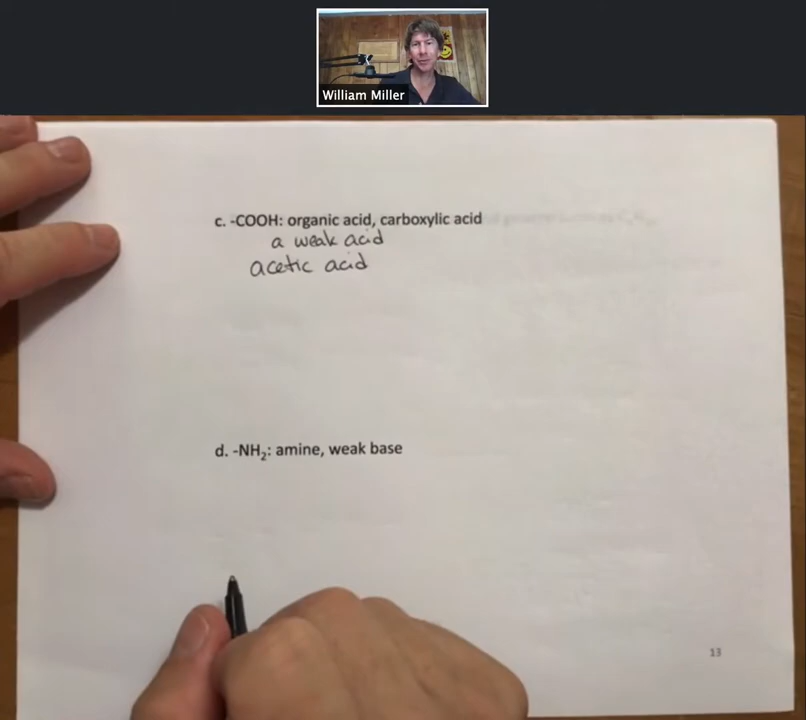 William Miller
c. -COOH: organic acid, carboxylic acid
a weak acid
acetic acid
d. -NH₂: amine, weak base
13